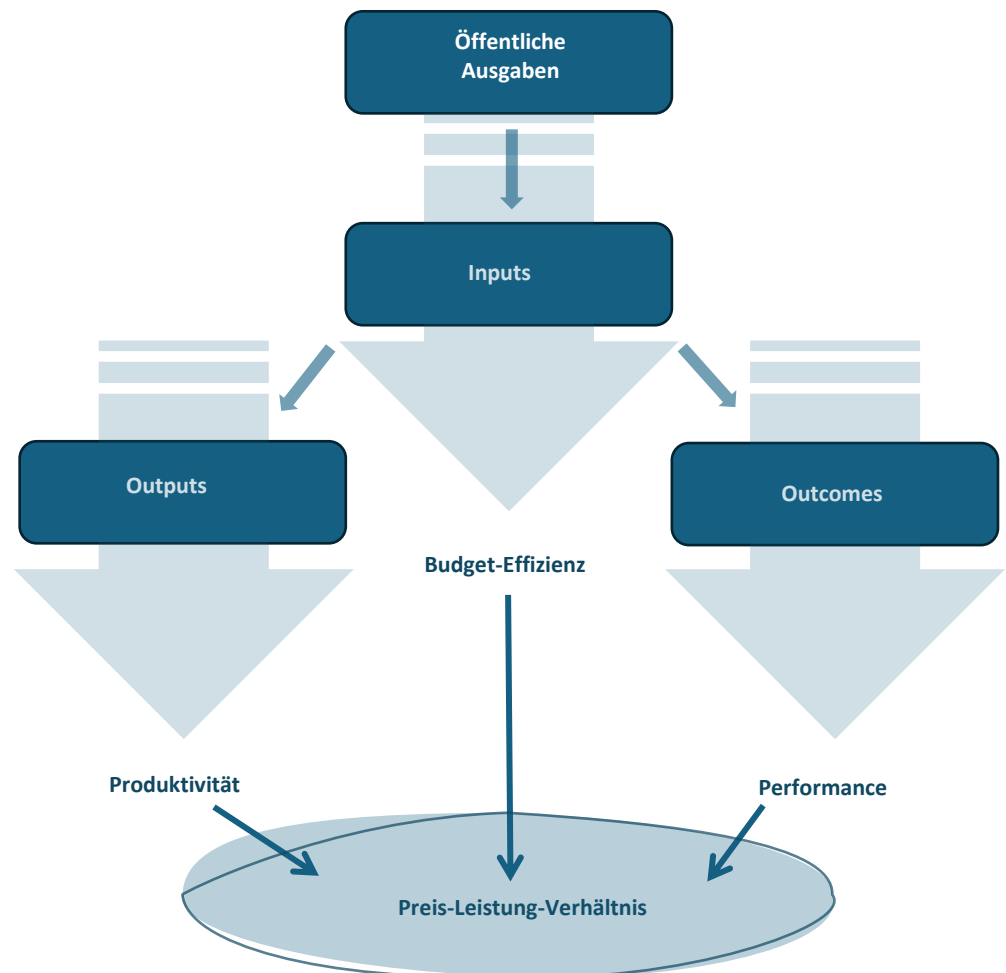 Öffentliche
Ausgaben
Inputs
Outputs
Outcomes
Budget-Effizienz
Produktivität
Performance
Preis-Leistung-Verhältnis